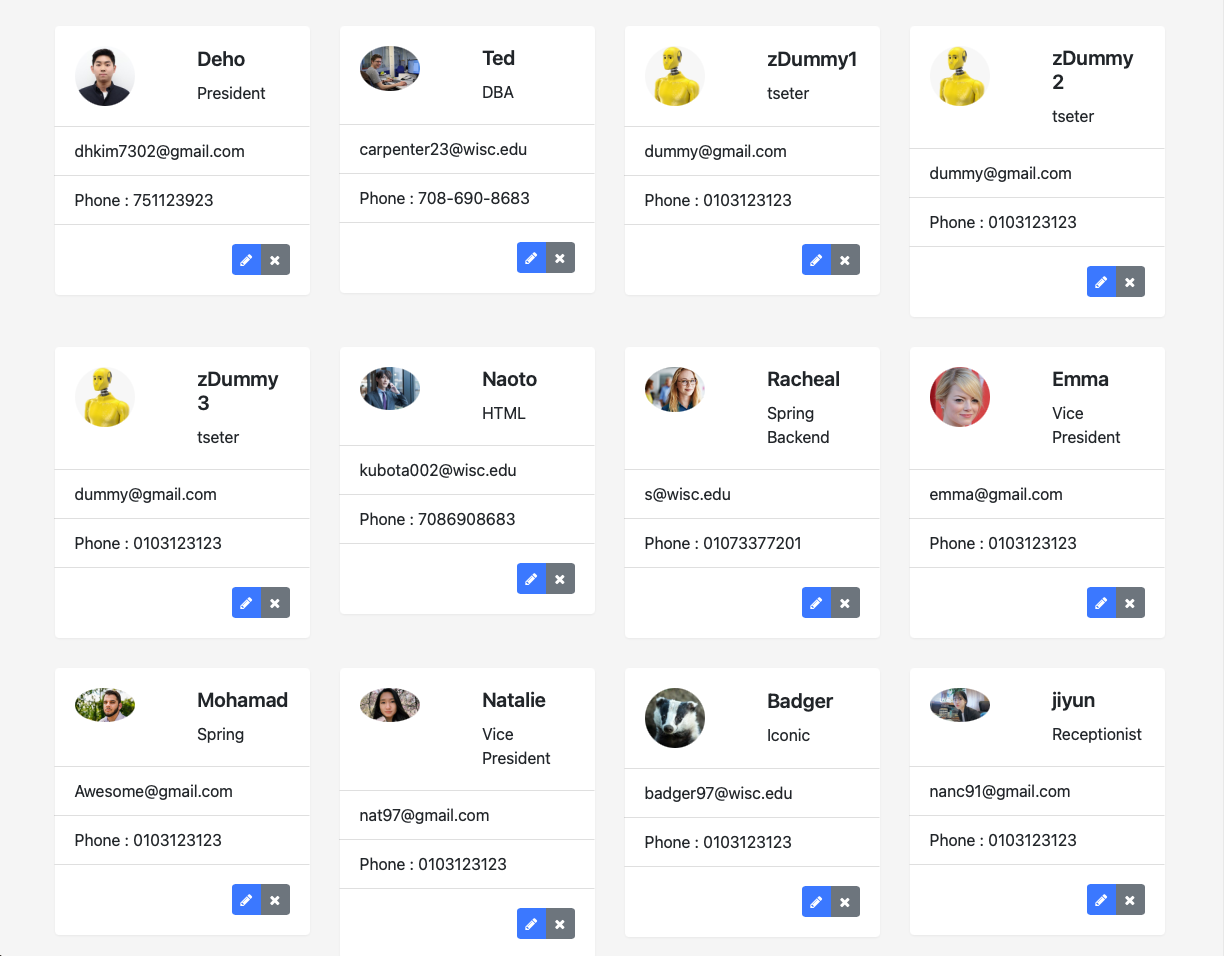 Deho
President
dhkim7302@gmail.com
Phone : 751123923
Ted
DBA
carpenter23@wisc.edu
Phone : 708-690-8683
zDummy1
tseter
dummy@gmail.com
Phone : 0103123123
zDummy
2
tseter
dummy@gmail.com
Phone : 0103123123
zDummy
3
tseter
dummy@gmail.com
Phone : 0103123123
Naoto
HTML
kubota002@wisc.edu
Phone : 7086908683
Racheal
Spring
Backend
s@wisc.edu
Phone : 01073377201
Emma
Vice
President
emma@gmail.com
Phone : 0103123123
Mohamad
Spring
Awesome@gmail.com
Phone : 0103123123
Natalie
Vice
President
nat97@gmail.com
Phone : 0103123123
Badger
Iconic
badger97@wisc.edu
Phone : 0103123123
jiyun
Receptionist
nanc91@gmail.com
Phone : 0103123123